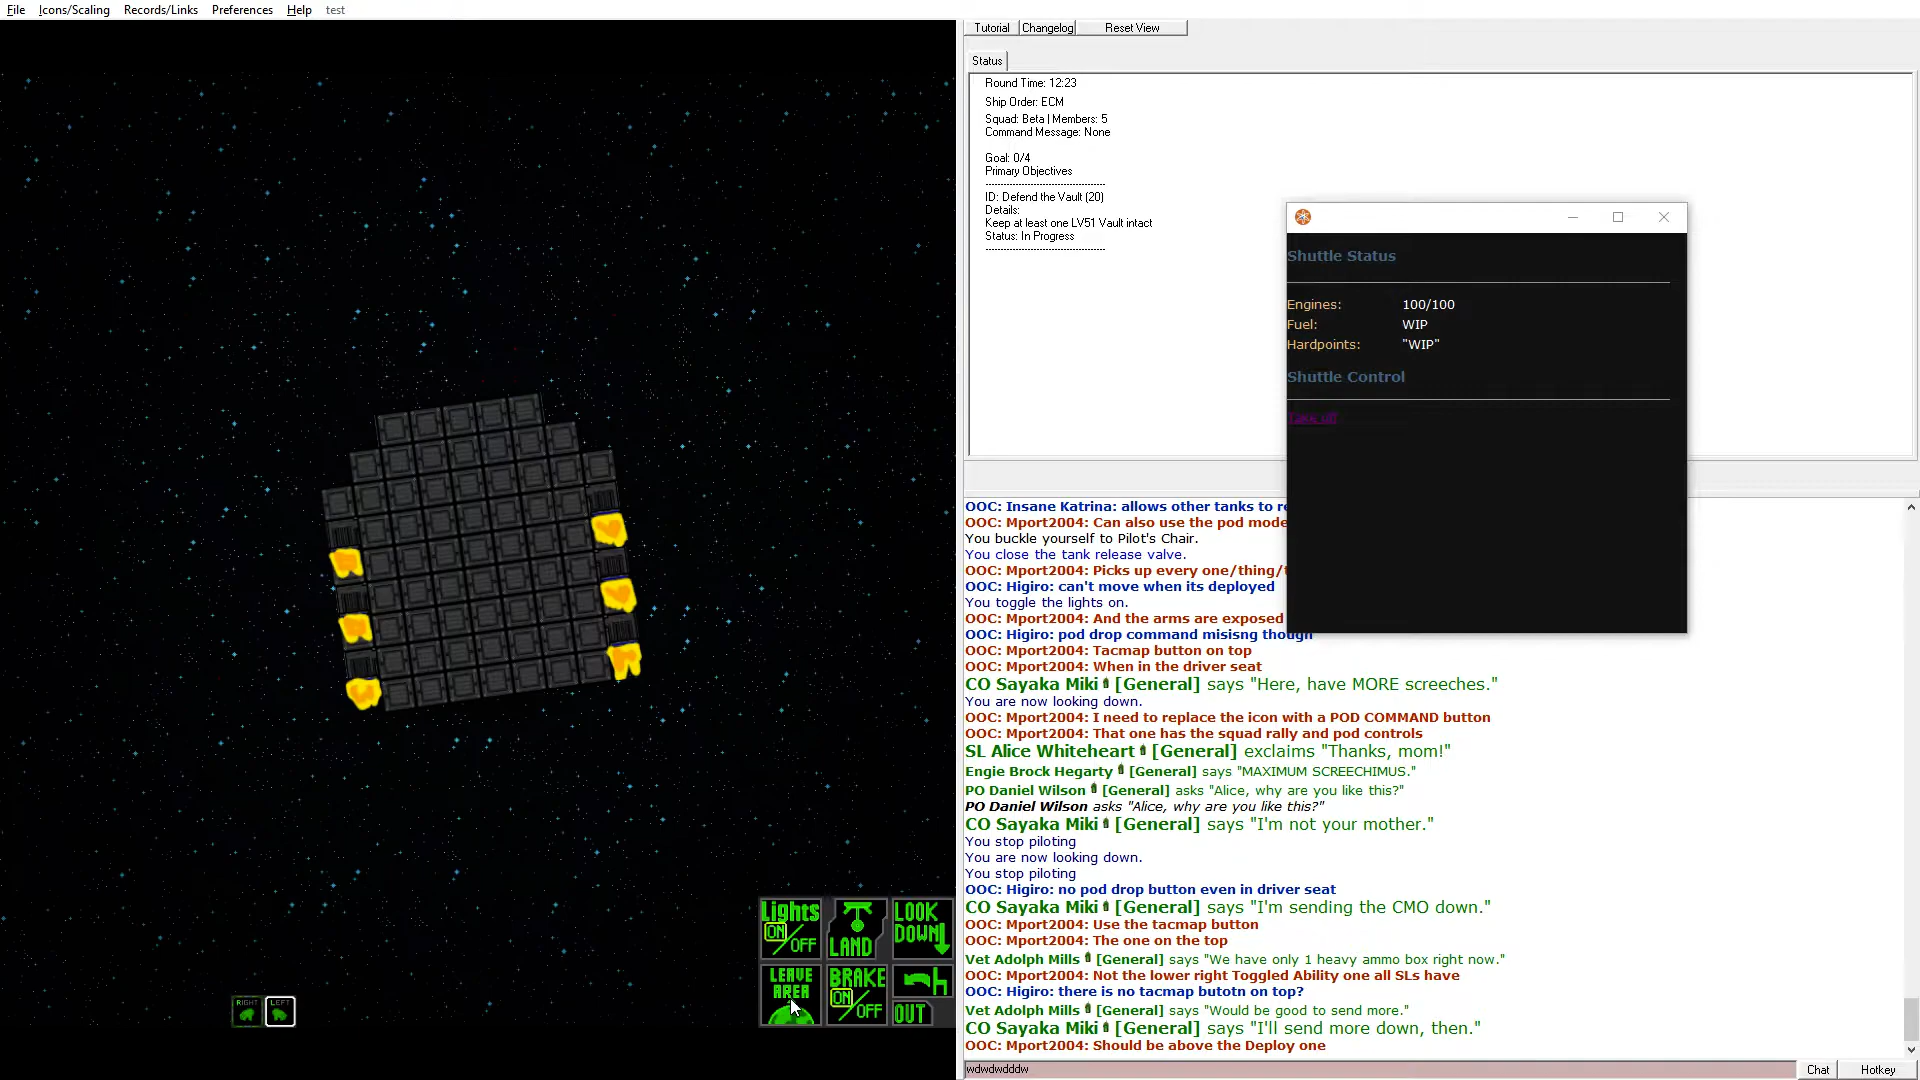 File Icons/Scaling Records/Links Preferences Help test
Tutorial Changelog Reset View
Status
Round Time: 12:23
Ship Order: ECM
Squad: Beta | Members: 5
Command Message: None
Goal: 0/4
Primary Objectives
ID: Defend the Vault (20)
Details:
Keep at least one LV51 Vault intact
Status: In Progress
Shuttle Status
Engines: 100/100
Fuel: WIP
Hardpoints: "WIP"
Shuttle Control
Take off
OOC: Insane Katrina: allows other tanks to
OOC: Mport2004: Can also use the pod mode
You buckle yourself to Pilot's Chair.
You close the tank release valve.
OOC: Mport2004: Picks up every one/thing/
OOC: Higiro: can't move when its deployed
You toggle the lights on.
OOC: Mport2004: And the arms are exposed
OOC: Higiro: pod drop command misisng though
OOC: Mport2004: Tacmap button on top
OOC: Mport2004: When in the driver seat
CO Sayaka Miki [General] says "Here, have MORE screeches."
You are now looking down.
OOC: Mport2004: I need to replace the icon with a POD COMMAND button
OOC: Mport2004: That one has the squad rally and pod controls
SL Alice Whiteheart [General] exclaims "Thanks, mom!"
Engie Brock Hegarty [General] says "MAXIMUM SCREECHIMUS."
PO Daniel Wilson [General] asks "Alice, why are you like this?"
PO Daniel Wilson asks "Alice, why are you like this?"
CO Sayaka Miki [General] says "I'm not your mother."
You stop piloting
You are now looking down.
You stop piloting
OOC: Higiro: no pod drop button even in driver seat
CO Sayaka Miki [General] says "I'm sending the CMO down."
OOC: Mport2004: Use the tacmap button
OOC: Mport2004: The one on the top
Vet Adolph Mills [General] says "We have only 1 heavy ammo box right now."
OOC: Mport2004: Not the lower right Toggled Ability one all SLs have
OOC: Higiro: there is no tacmap butotn on top?
Vet Adolph Mills [General] says "Would be good to send more."
CO Sayaka Miki [General] says "I'll send more down, then."
OOC: Mport2004: Should be above the Deploy one
wdwdwdddw
Chat Hotkey
Lights ON/OFF
LAND
LOOK DOWN
LEAVE AREA
BRAKE ON/OFF
OUT
RIGHT LEFT